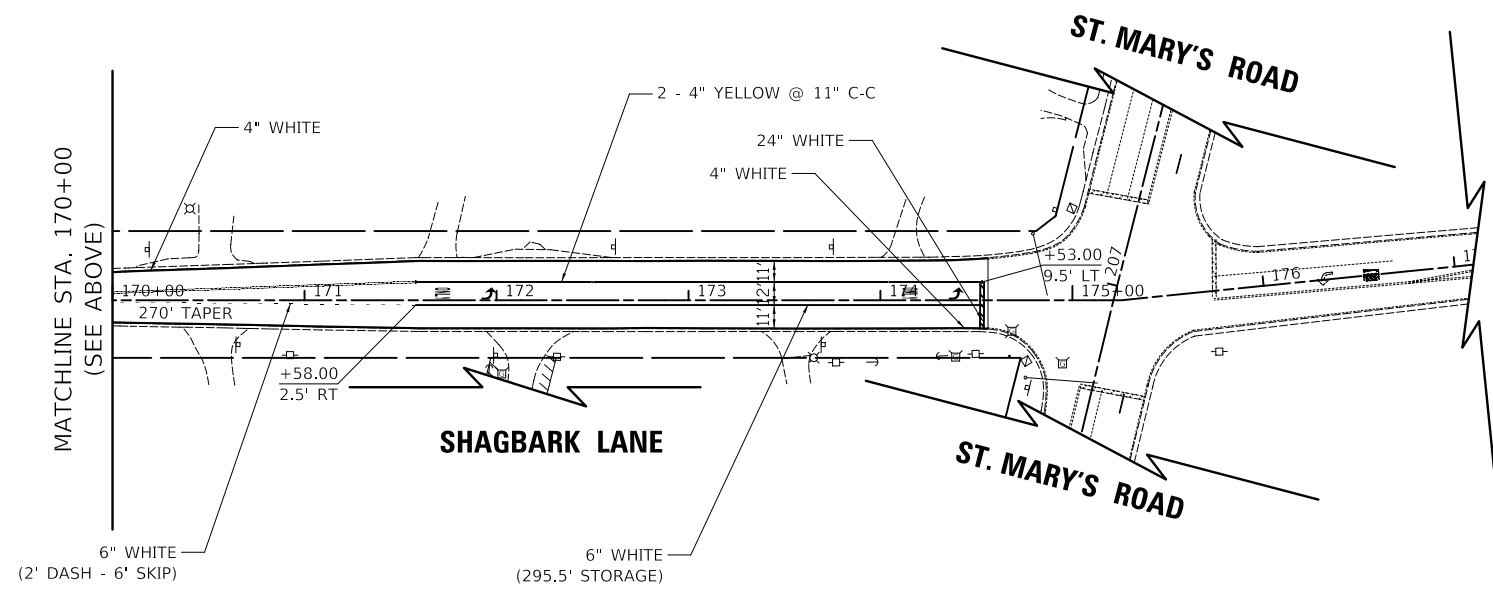 ST. MARY'S ROAD
2 - 4" YELLOW @ 11" C-C
4" WHITE
24" WHITE
4" WHITE
MATCHLINE STA. 170+00
(SEE ABOVE)
+53.00
9.5' LT
207
170+00
171
172
173
174
175+00
176
270' TAPER
11' 12' 11'
+58.00
2.5' RT
SHAGBARK LANE
ST. MARY'S ROAD
6" WHITE
(2' DASH - 6' SKIP)
6" WHITE
(295.5' STORAGE)